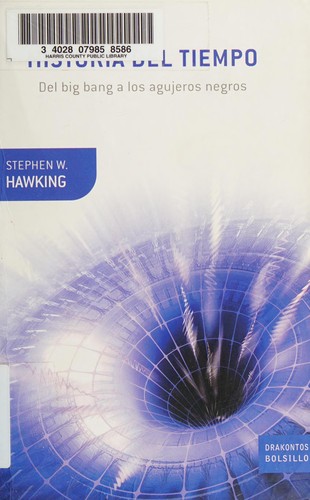 3 4028 07985 8586
HARRIS COUNTY PUBLIC LIBRARY
HISTORIA DEL TIEMPO
Del big bang a los agujeros negros
STEPHEN W.
HAWKING
DRAKONTOS
BOLSILLO